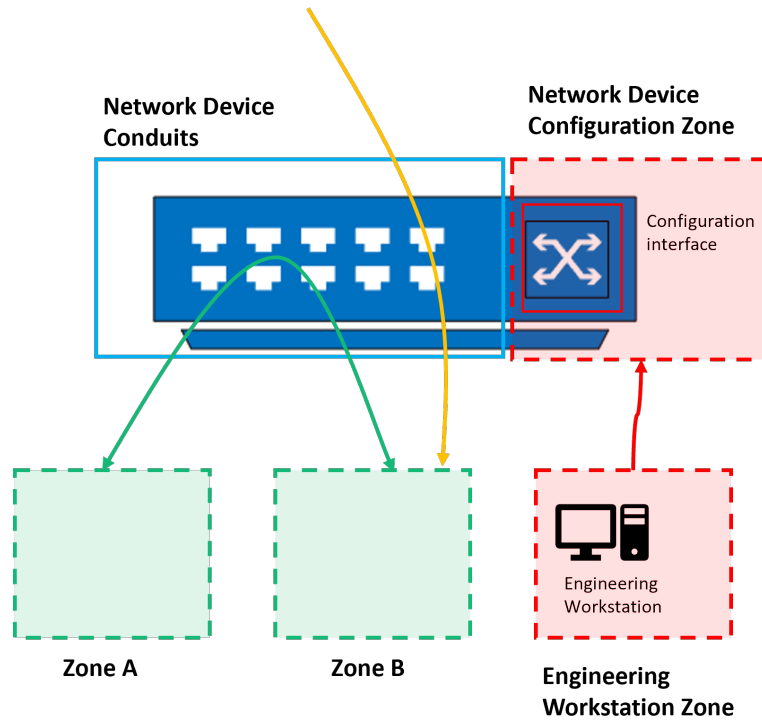 Network Device
Conduits
Network Device
Configuration Zone
Configuration
interface
Engineering
Workstation
Zone A
Zone B
Engineering
Workstation Zone